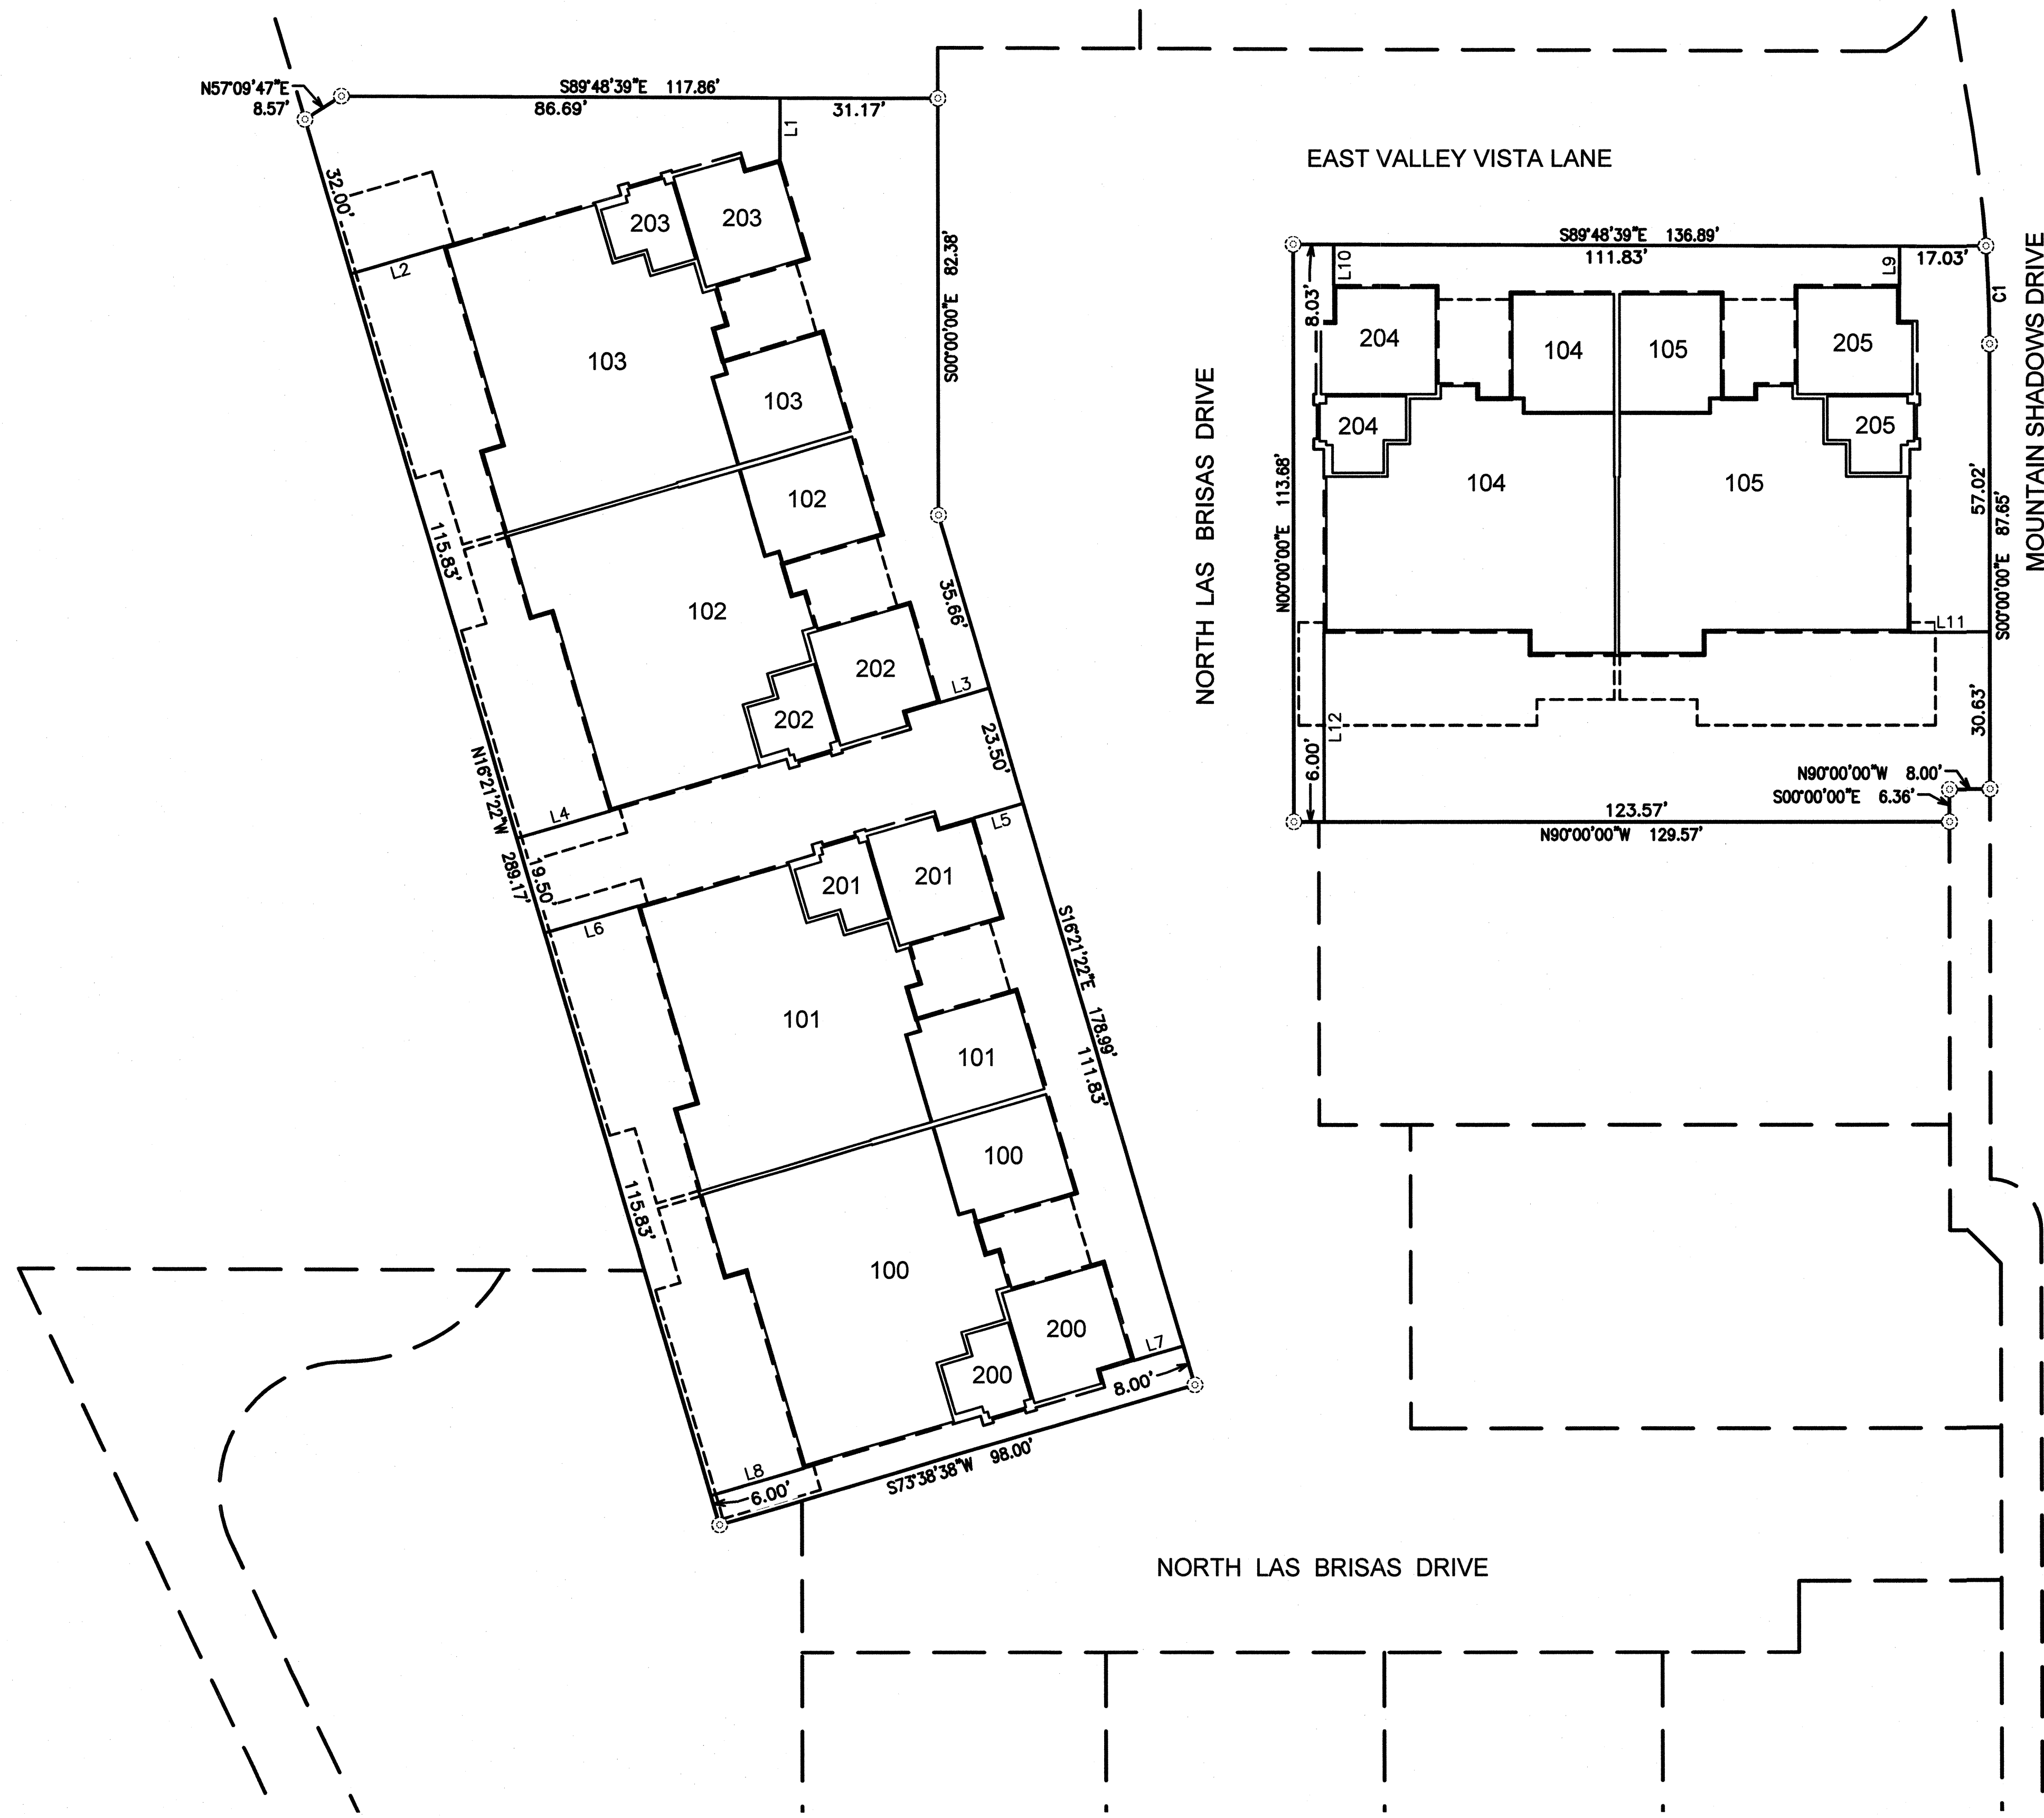 N57°09'47"E
8.57'
S89°48'39"E 117.86'
86.69'
31.17'
L1
EAST VALLEY VISTA LANE
32.00'
203
203
L2
103
103
S00°00'00"E 82.38'
102
102
115.83'
35.66'
202
202
L3
23.50'
N16°21'22"W 289.17'
L4
19.50'
L5
201
201
L6
101
101
S16°21'22"E 178.99'
111.83'
100
100
115.83'
200
200
L7
8.00'
L8
6.00'
S73°38'38"W 98.00'
NORTH LAS BRISAS DRIVE
S89°48'39"E 136.89'
111.83'
17.03'
L10
L9
8.03'
C1
MOUNTAIN SHADOWS DRIVE
204
104
105
205
204
205
104
105
NORTH LAS BRISAS DRIVE
N00°00'00"E 113.68'
57.02'
S00°00'00"E 87.65'
L11
30.63'
L12
6.00'
N90°00'00"W 8.00'
S00°00'00"E 6.36'
123.57'
N90°00'00"W 129.57'